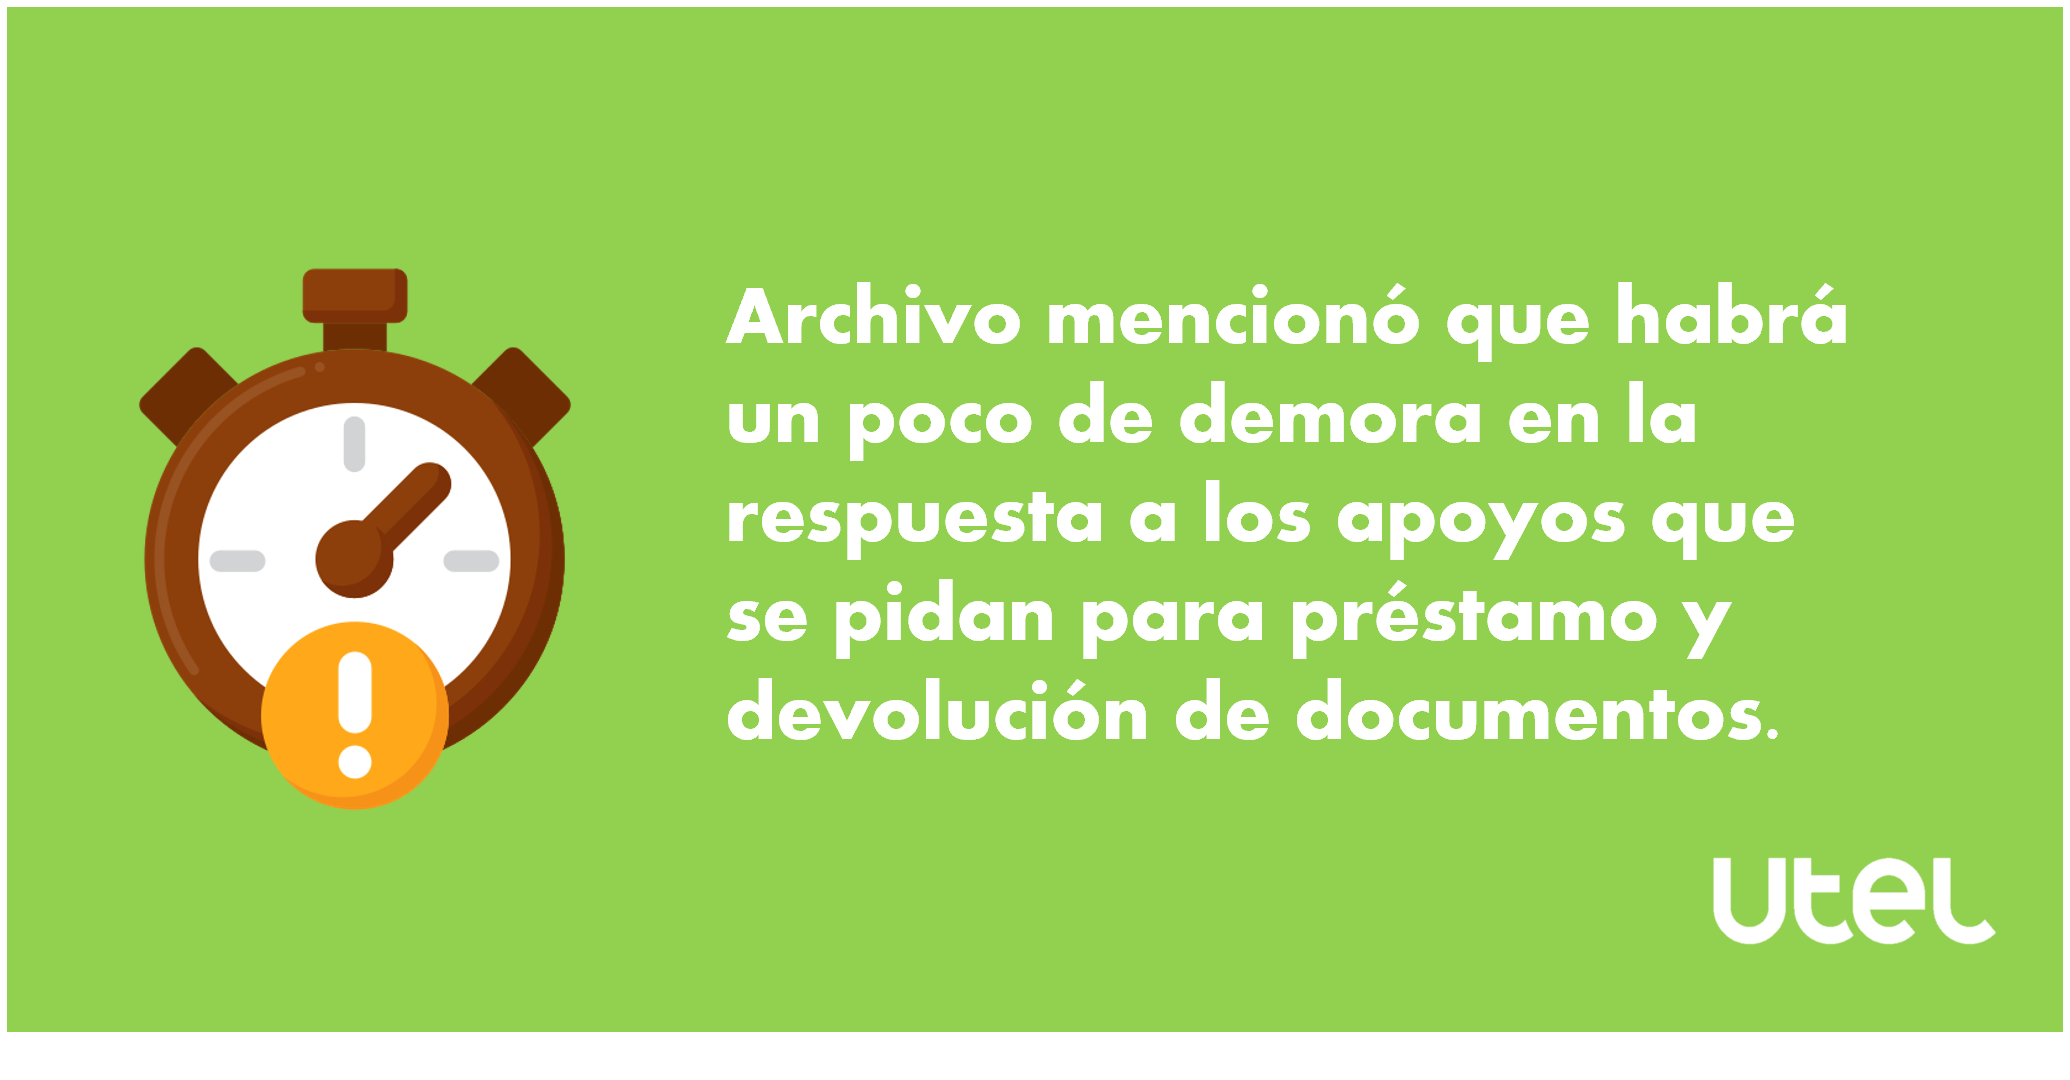 Archivo mencionó que habrá
un poco de demora en la
respuesta a los apoyos que
se pidan para préstamo y
devolución de documentos.
utel